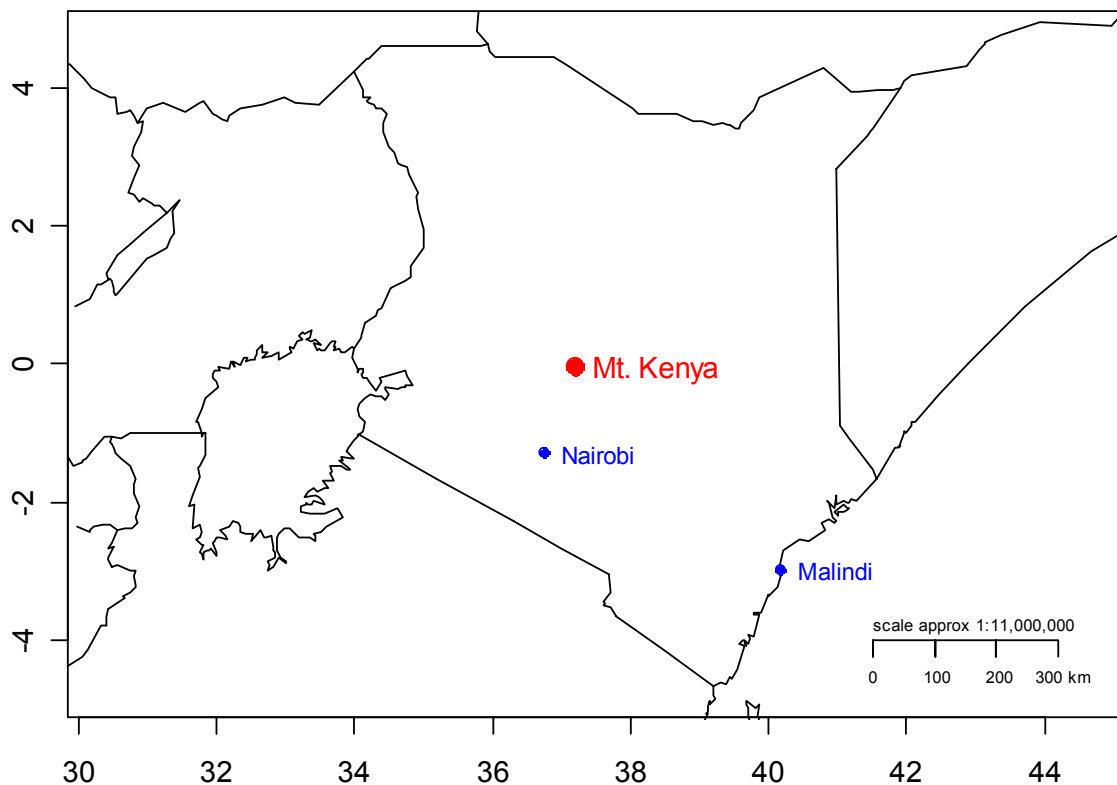 4
2
0
-2
-4
Mt. Kenya
Nairobi
Malindi
scale approx 1:11,000,000
0 100 200 300 km
30 32 34 36 38 40 42 44